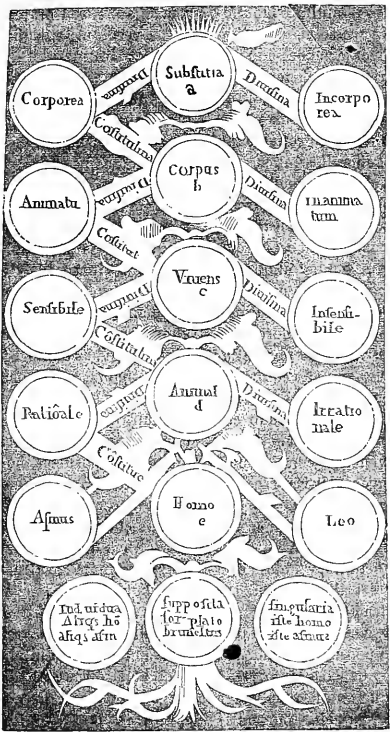 Substātia
a
Corporea
Diuisiua
Diuisiua
Incorpo
rea
Cōstitutiua
Corpus
b
Animatū
Diuisiua
Diuisiua
Inanima
tum
Cōstitut
Viuens
c
Sensibile
Diuisiua
Diuisiua
Insensi-
bile
Cōstitutiua
Animal
d
Ratiōale
Diuisiua
Irratio
nale
Cōstitue
Asinus
Homo
e
Leo
Indiuidua
Aliqs hō
aliqs asin
Supposita
sor plato
brunellus
Singularia
iste homo
iste asinus